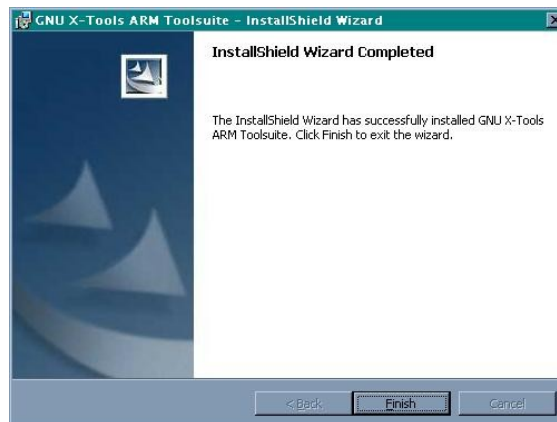 GNU X-Tools ARM Toolsuite - InstallShield Wizard
InstallShield Wizard Completed
The InstallShield Wizard has successfully installed GNU X-Tools
ARM Toolsuite. Click Finish to exit the wizard.
< Back
Finish
Cancel